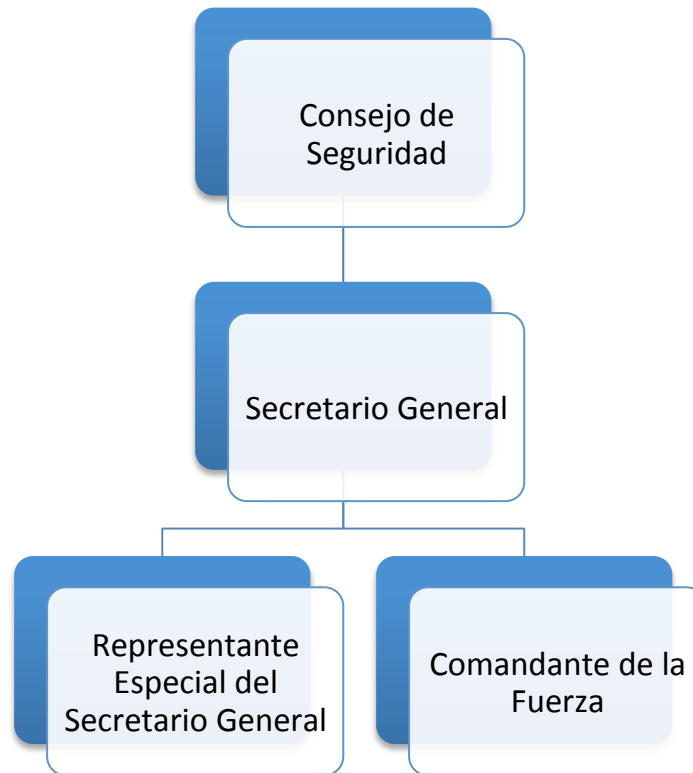 Consejo de
Seguridad
Secretario General
Representante
Especial del
Secretario General
Comandante de la
Fuerza